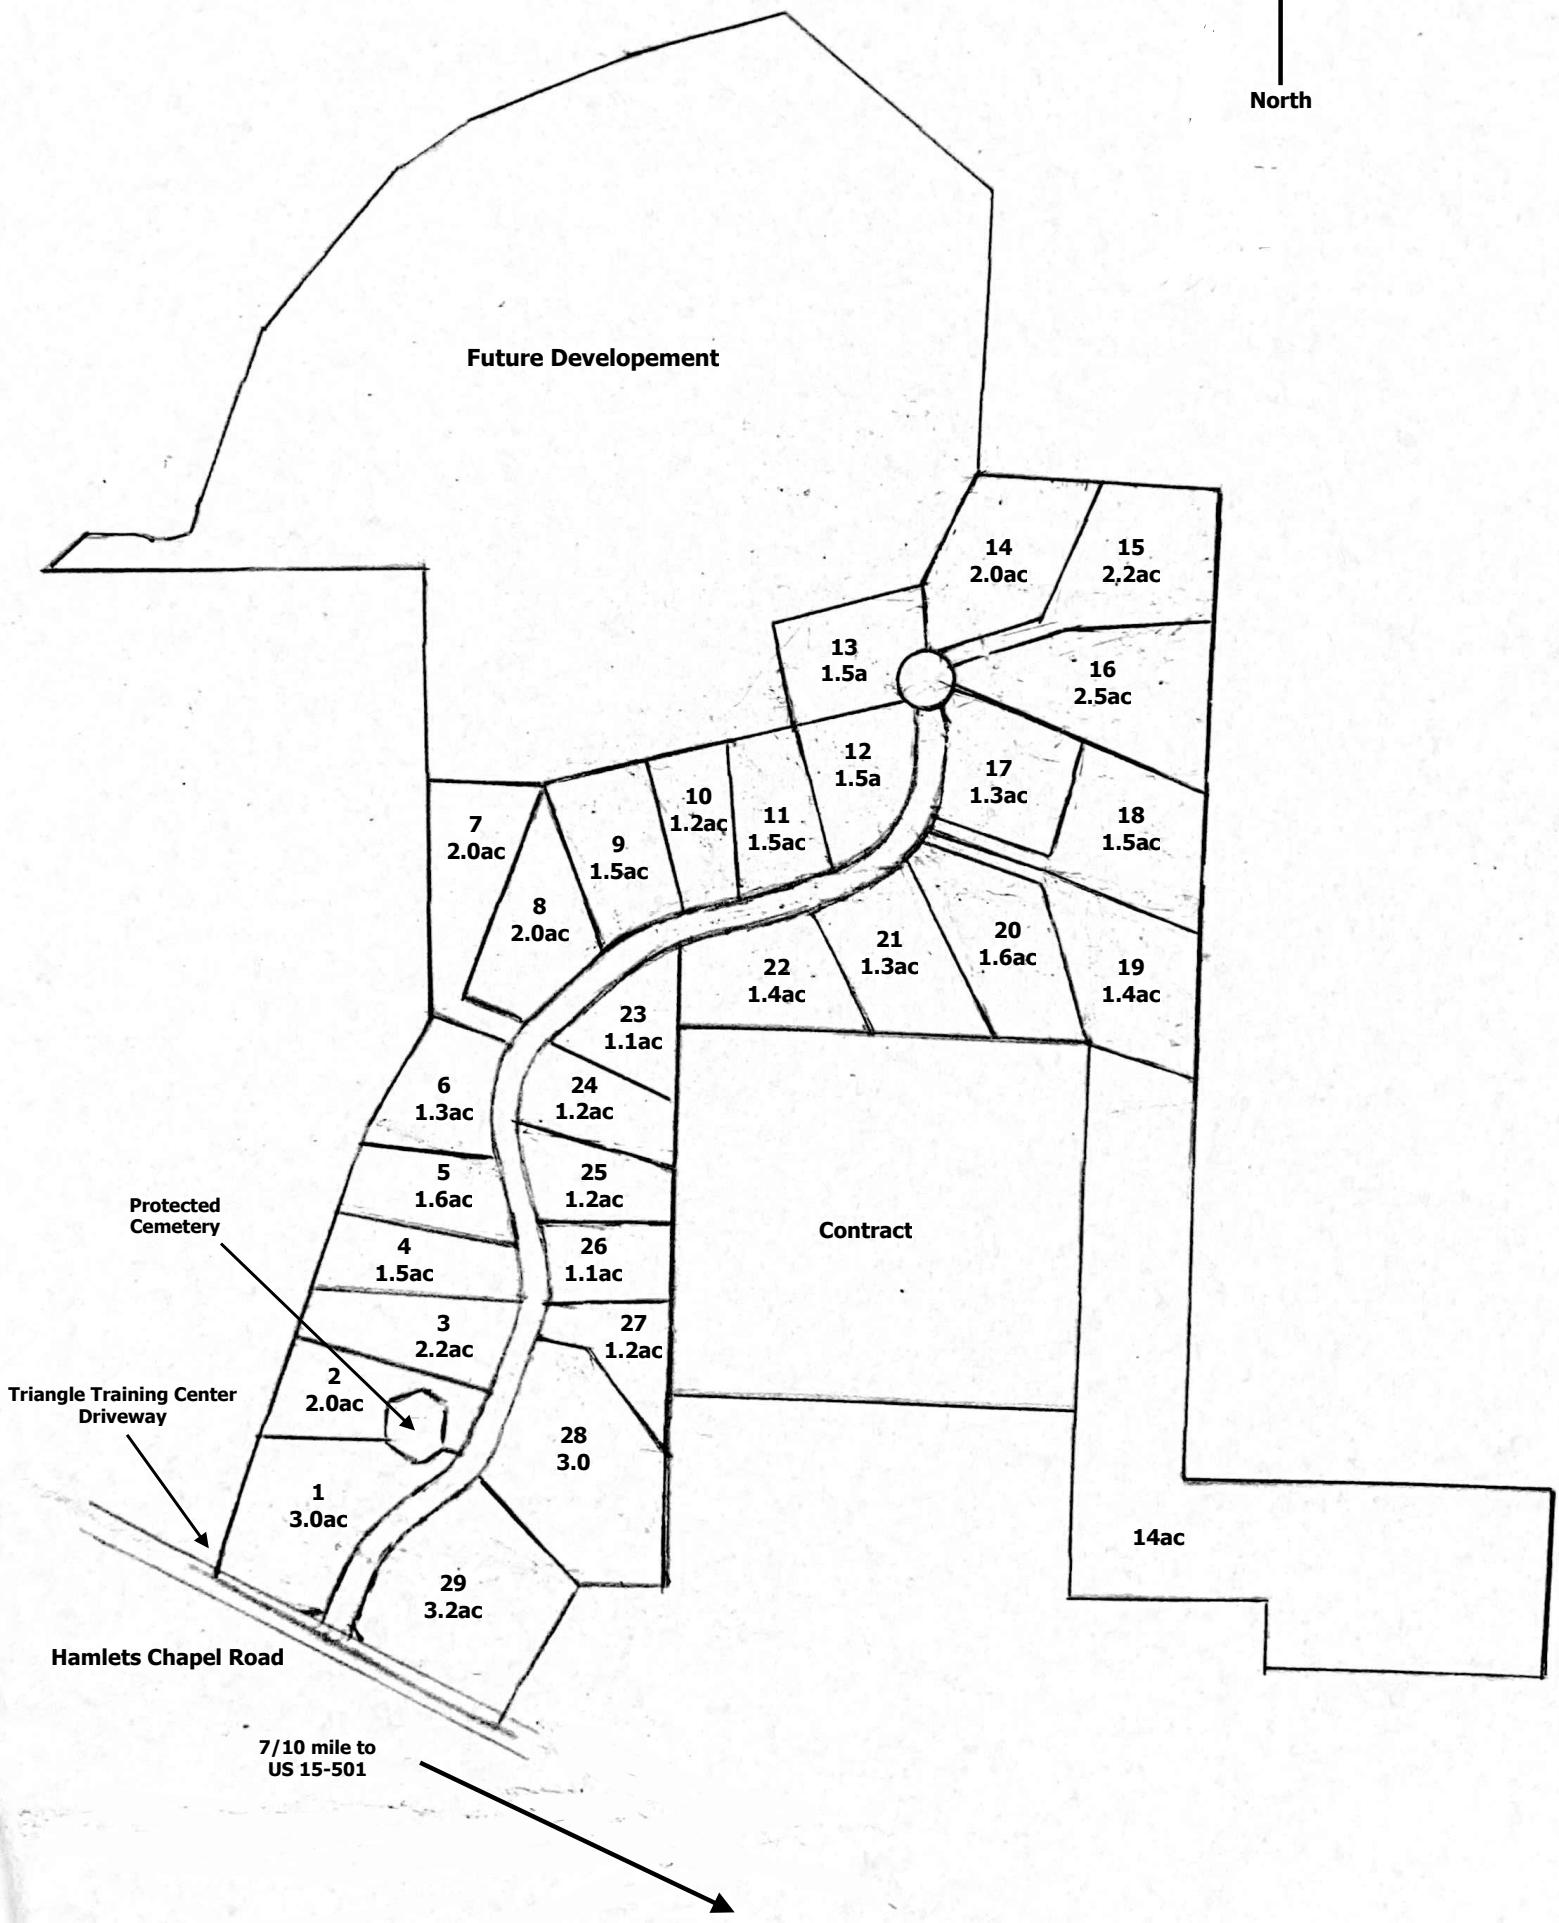 North
Future Developement
14
2.0ac
15
2.2ac
13
1.5a
16
2.5ac
12
1.5a
17
1.3ac
10
1.2ac
11
1.5ac
18
1.5ac
7
2.0ac
9
1.5ac
8
2.0ac
20
1.6ac
21
1.3ac
22
1.4ac
19
1.4ac
23
1.1ac
6
1.3ac
24
1.2ac
5
1.6ac
25
1.2ac
Protected
Cemetery
Contract
4
1.5ac
26
1.1ac
3
2.2ac
27
1.2ac
2
2.0ac
Triangle Training Center
Driveway
28
3.0
1
3.0ac
14ac
29
3.2ac
Hamlets Chapel Road
7/10 mile to
US 15-501